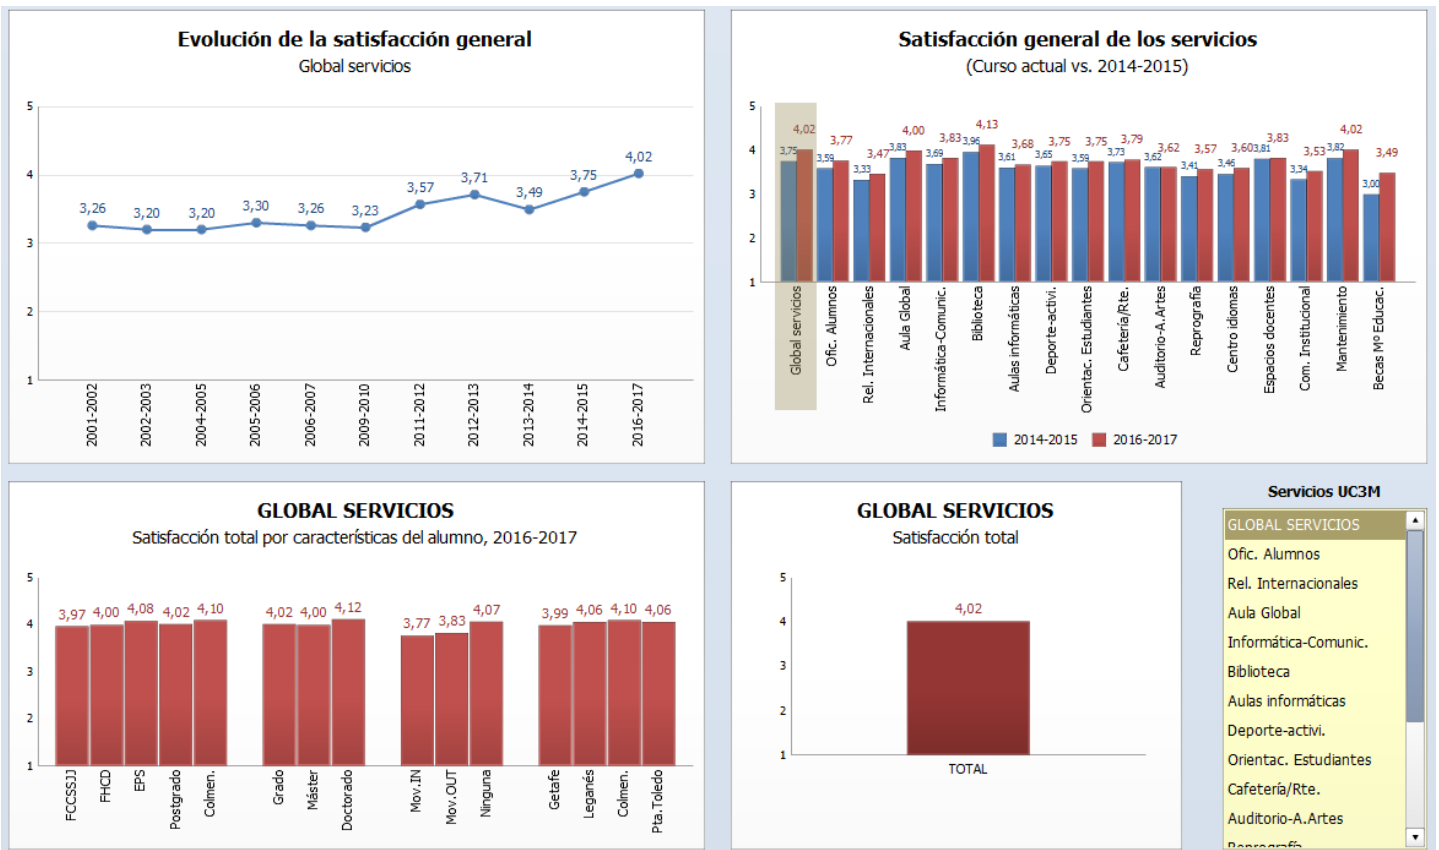 Evolución de la satisfacción general
Global servicios
5
4
3
2
1
3,26
3,20
3,20
3,30
3,26
3,23
3,57
3,71
3,49
3,75
4,02
2001-2002
2002-2003
2004-2005
2005-2006
2006-2007
2009-2010
2011-2012
2012-2013
2013-2014
2014-2015
2016-2017
Satisfacción general de los servicios
(Curso actual vs. 2014-2015)
5
4
3
2
1
3,75
4,02
3,59
3,77
3,33
3,47
3,83
4,00
3,69
3,83
3,96
4,13
3,61
3,68
3,65
3,75
3,59
3,75
3,73
3,79
3,62
3,62
3,41
3,57
3,46
3,60
3,81
3,83
3,34
3,53
3,82
4,02
3,00
3,49
Global servicios
Ofic. Alumnos
Rel. Internacionales
Aula Global
Informática-Comunic.
Biblioteca
Aulas informáticas
Deporte-activi.
Orientac. Estudiantes
Cafetería/Rte.
Auditorio-A.Artes
Reprografía
Centro idiomas
Espacios docentes
Com. Institucional
Mantenimiento
Becas Mº Educac.
2014-2015
2016-2017
GLOBAL SERVICIOS
Satisfacción total por características del alumno, 2016-2017
5
4
3
2
1
3,97
4,00
4,08
4,02
4,10
4,02
4,00
4,12
3,77
3,83
4,07
3,99
4,06
4,10
4,06
FCCSSJJ
FHCD
EPS
Postgrado
Colmen.
Grado
Máster
Doctorado
Mov.IN
Mov.OUT
Ninguna
Getafe
Leganés
Colmen.
Pta.Toledo
GLOBAL SERVICIOS
Satisfacción total
5
4
3
2
1
4,02
TOTAL
Servicios UC3M
GLOBAL SERVICIOS
Ofic. Alumnos
Rel. Internacionales
Aula Global
Informática-Comunic.
Biblioteca
Aulas informáticas
Deporte-activi.
Orientac. Estudiantes
Cafetería/Rte.
Auditorio-A.Artes
Reprografía